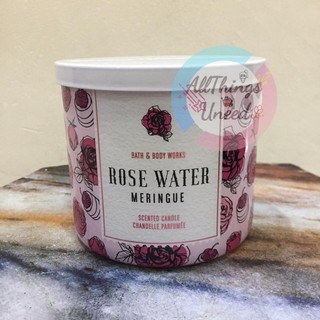 AllThings
Uneed
BATH & BODY WORKS
ROSE WATER
MERINGUE
SCENTED CANDLE
CHANDELLE PARFUMÉE